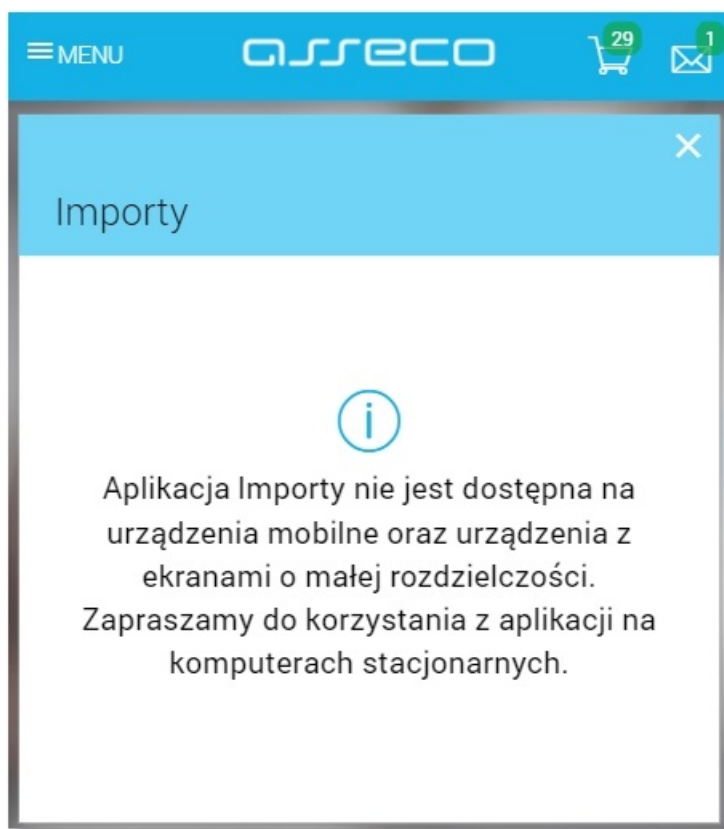 MENU asseco 29 1
Importy
i
Aplikacja Importy nie jest dostępna na
urządzenia mobilne oraz urządzenia z
ekranami o małej rozdzielczości.
Zapraszamy do korzystania z aplikacji na
komputerach stacjonarnych.